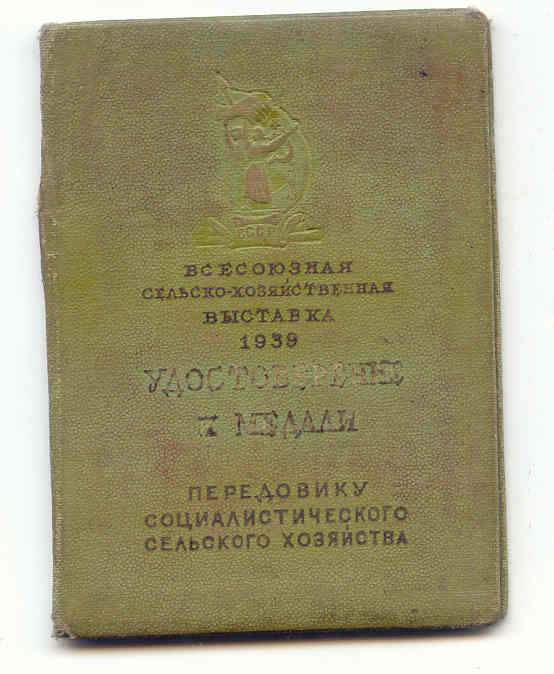 СССР
ВСЕСОЮЗНАЯ
СЕЛЬСКО-ХОЗЯЙСТВЕННАЯ
ВЫСТАВКА
1939
УДОСТОВЕРЕНИЕ
К МЕДАЛИ
ПЕРЕДОВИКУ
СОЦИАЛИСТИЧЕСКОГО
СЕЛЬСКОГО ХОЗЯЙСТВА